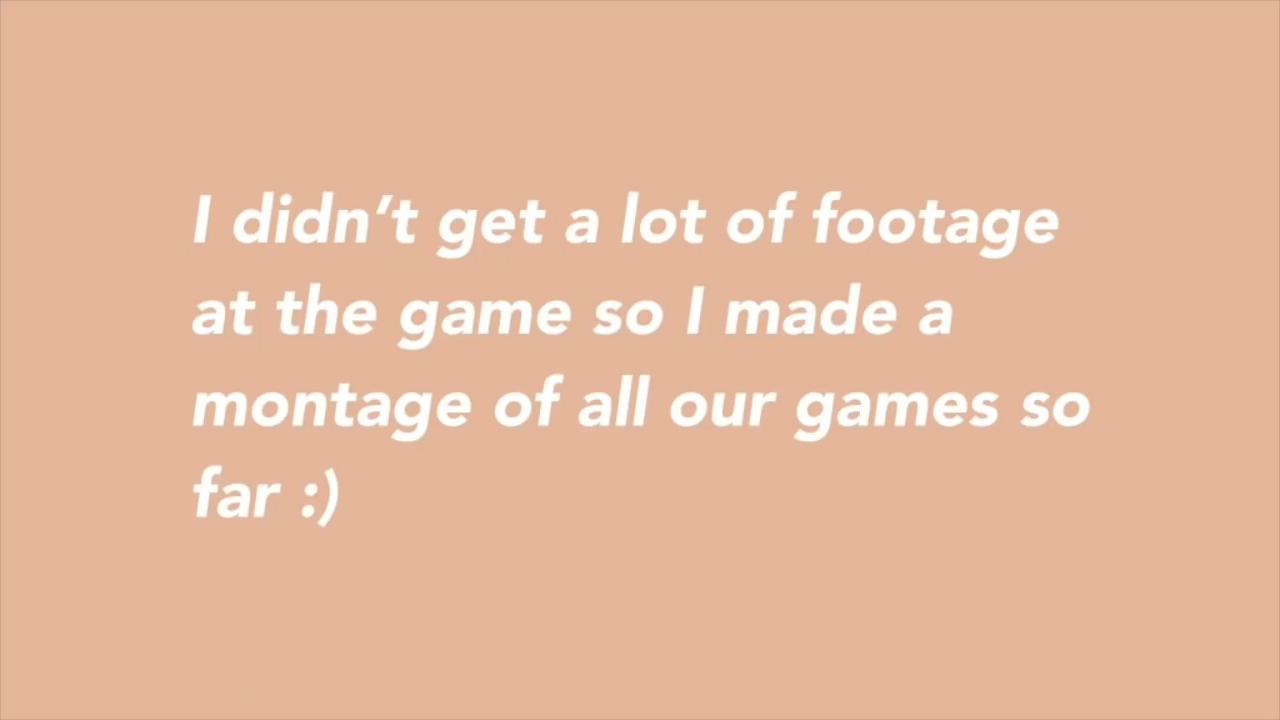 I didn’t get a lot of footage
at the game so I made a
montage of all our games so
far :)